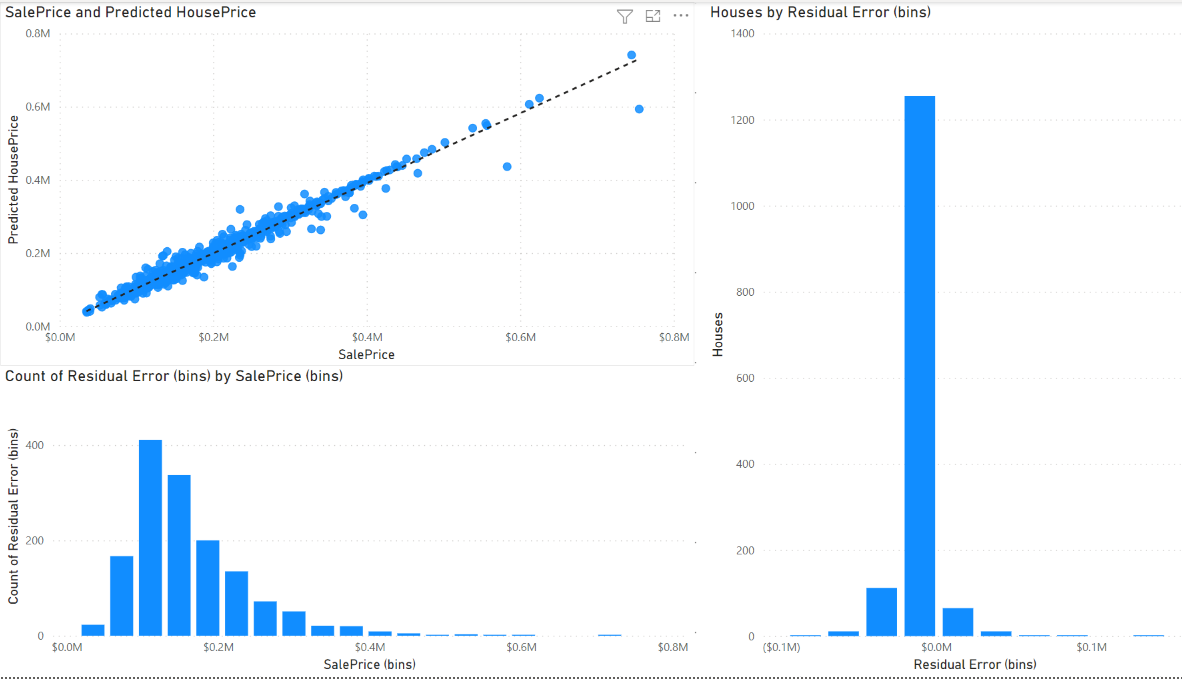 SalePrice and Predicted HousePrice
0.8M
0.6M
0.4M
0.2M
0.0M
Predicted HousePrice
$0.0M $0.2M $0.4M $0.6M $0.8M
SalePrice
Count of Residual Error (bins) by SalePrice (bins)
400
200
0
Count of Residual Error (bins)
$0.0M $0.2M $0.4M $0.6M $0.8M
SalePrice (bins)
Houses by Residual Error (bins)
1400
1200
1000
800
600
400
200
0
Houses
($0.1M) $0.0M $0.1M
Residual Error (bins)